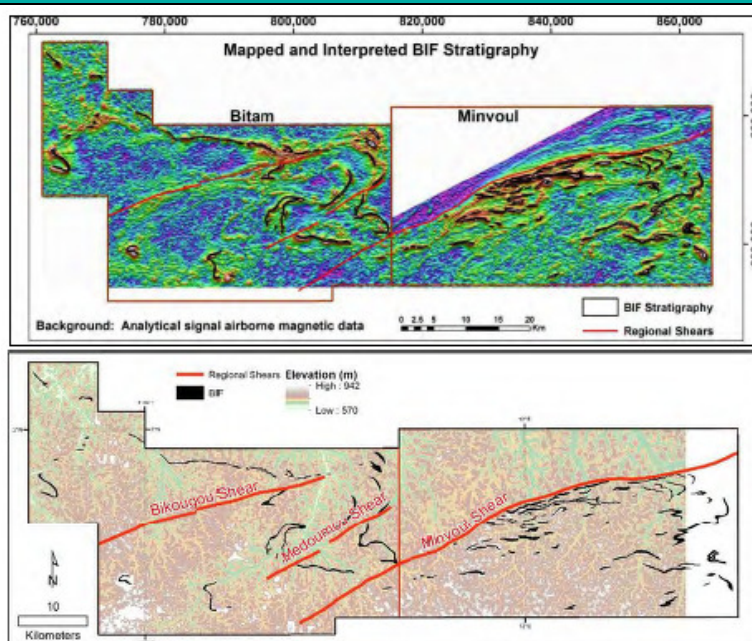 760,000 780,000 800,000 820,000 840,000 860,000
Mapped and Interpreted BIF Stratigraphy
Bitam
Minvoul
BIF Stratigraphy
Regional Shears
Background: Analytical signal airborne magnetic data
0 2.5 5 10 15 20
Km
Regional Shears
BIF
Elevation (m)
High : 942
Low : 570
Bikougou Shear
Medoumou Shear
Minvoul Shear
N
10
Kilometers